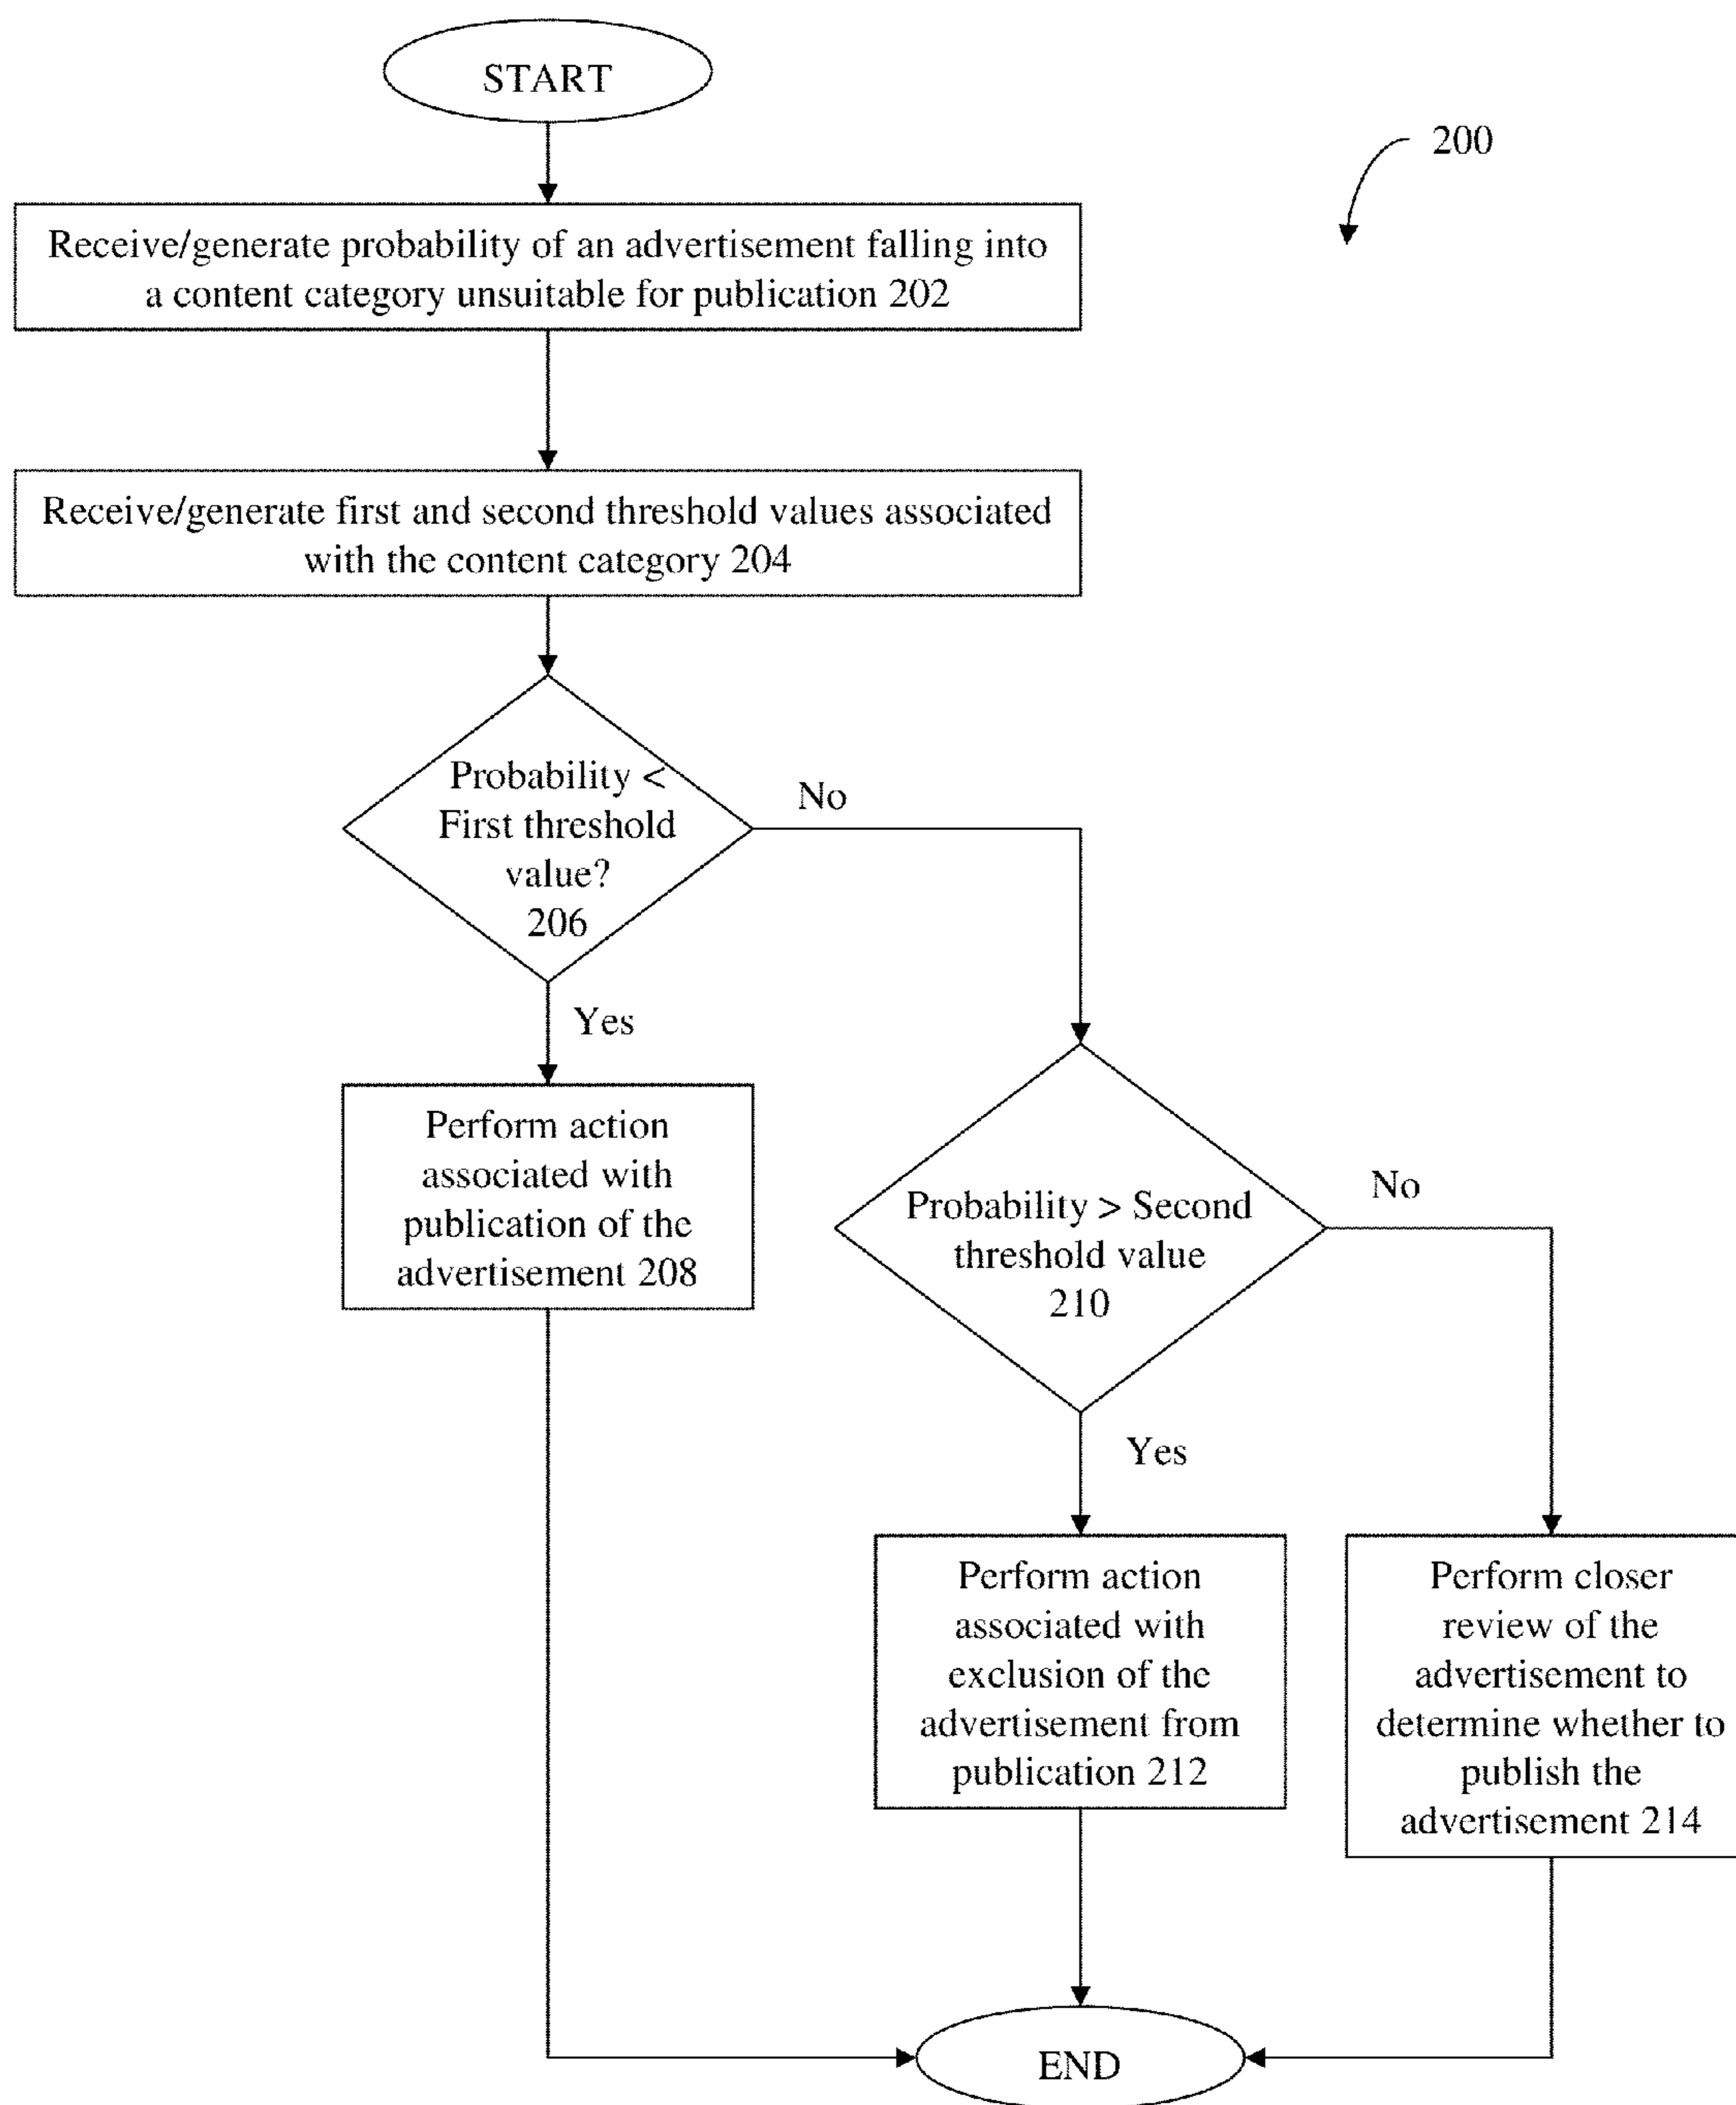 START
200
Receive/generate probability of an advertisement falling into
a content category unsuitable for publication 202
Receive/generate first and second threshold values associated
with the content category 204
Probability <
First threshold
value?
206
No
Yes
Perform action
associated with
publication of the
advertisement 208
Probability > Second
threshold value
210
No
Yes
Perform action
associated with
exclusion of the
advertisement from
publication 212
Perform closer
review of the
advertisement to
determine whether to
publish the
advertisement 214
END